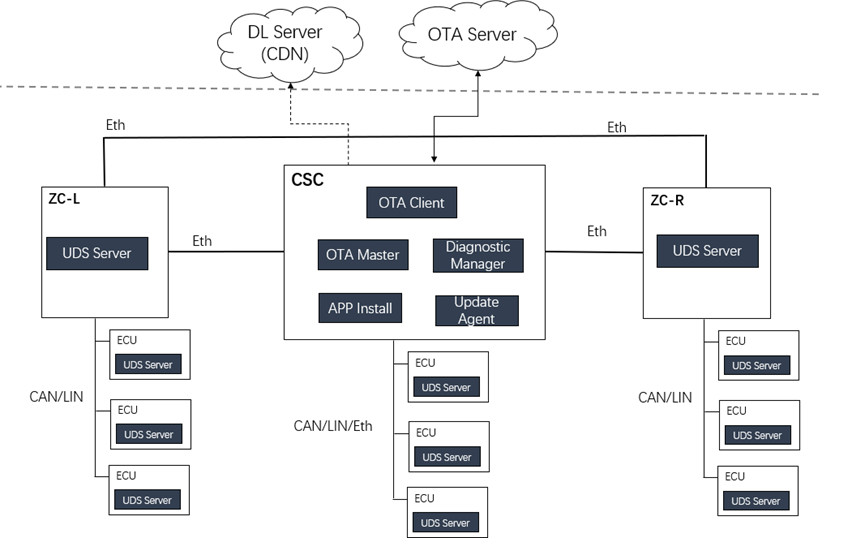 DL Server
(CDN)
OTA Server
Eth
Eth
ZC-L
UDS Server
Eth
CSC
OTA Client
OTA Master
Diagnostic
Manager
APP Install
Update
Agent
Eth
ZC-R
UDS Server
CAN/LIN
ECU
UDS Server
ECU
UDS Server
ECU
UDS Server
CAN/LIN/Eth
ECU
UDS Server
ECU
UDS Server
ECU
UDS Server
CAN/LIN
ECU
UDS Server
ECU
UDS Server
ECU
UDS Server